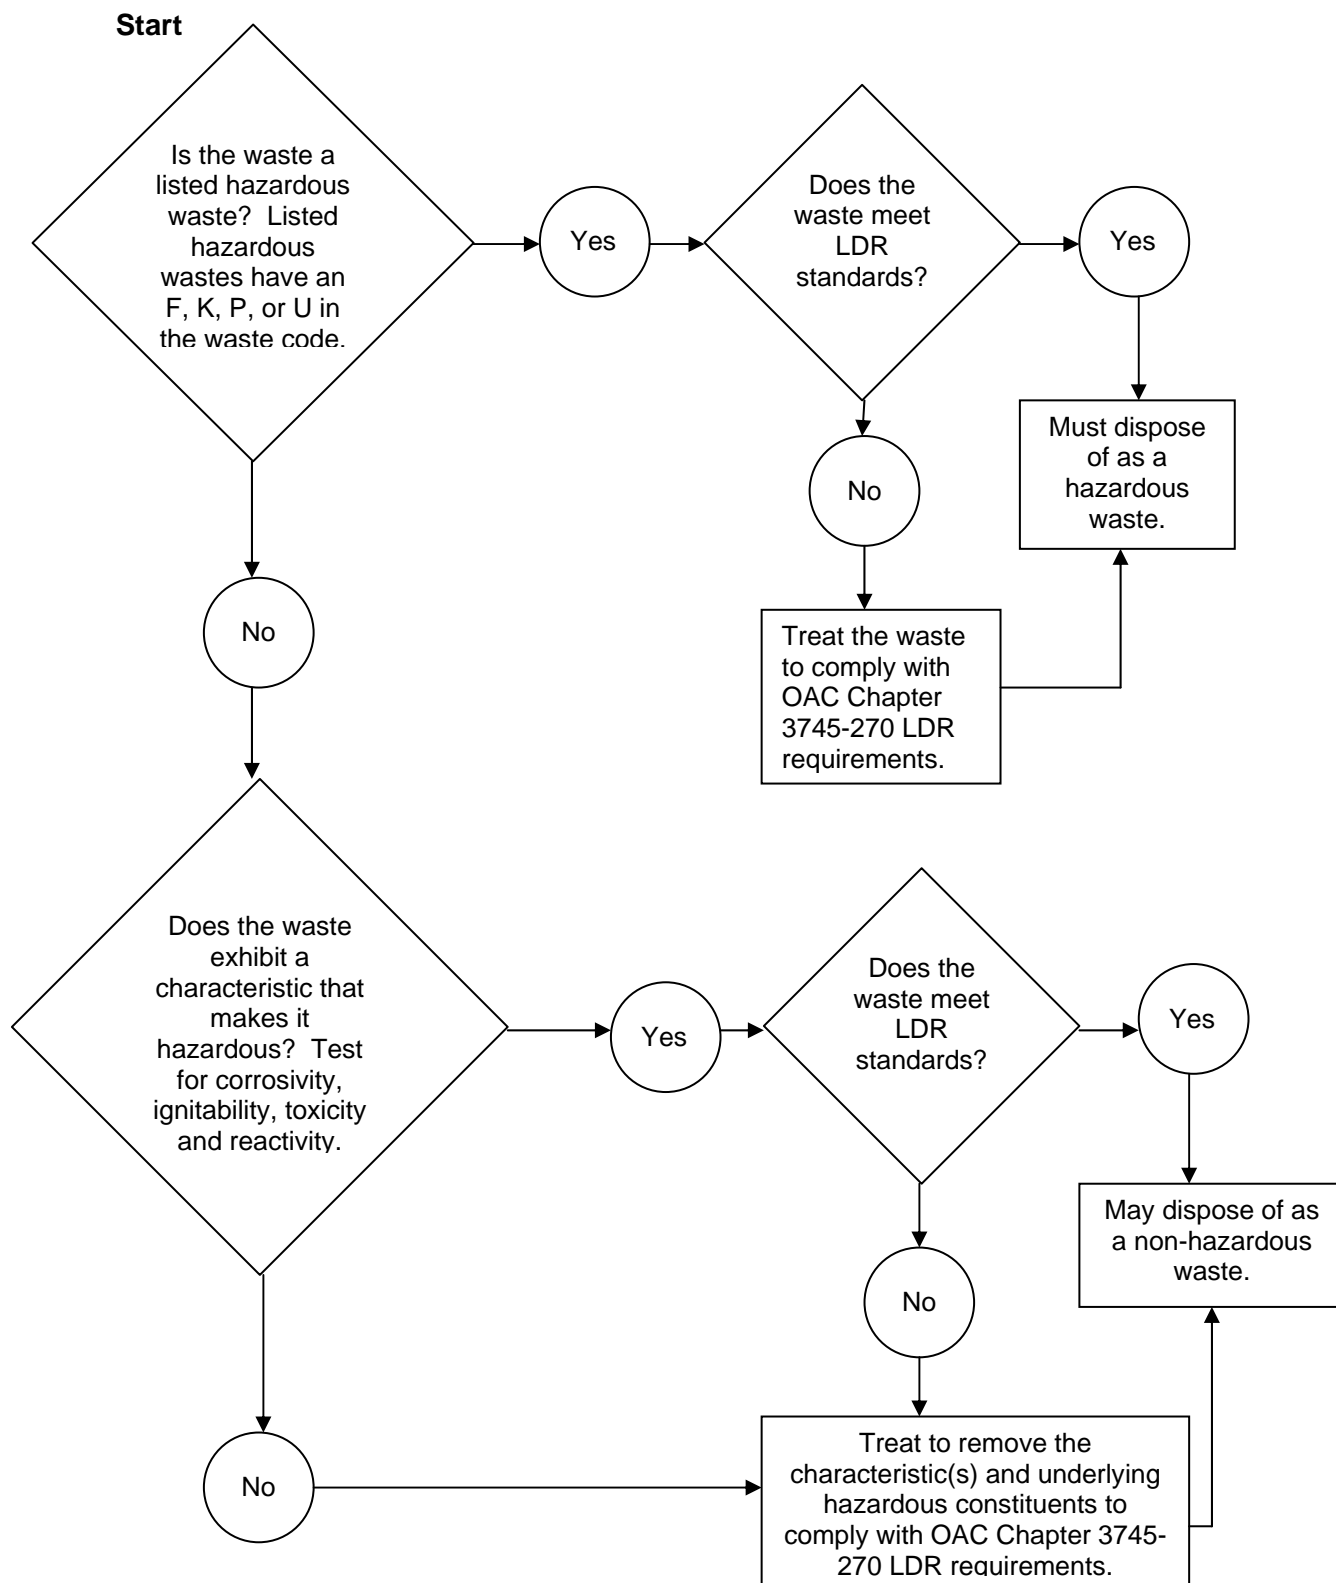 Start
Is the waste a
listed hazardous
waste?  Listed
hazardous
wastes have an
F, K, P, or U in
the waste code.
Yes
Does the
waste meet
LDR
standards?
Yes
Must dispose
of as a
hazardous
waste.
No
Treat the waste
to comply with
OAC Chapter
3745-270 LDR
requirements.
No
Does the waste
exhibit a
characteristic that
makes it
hazardous?  Test
for corrosivity,
ignitability, toxicity
and reactivity.
Yes
Does the
waste meet
LDR
standards?
Yes
May dispose of as
a non-hazardous
waste.
No
No
Treat to remove the
characteristic(s) and underlying
hazardous constituents to
comply with OAC Chapter 3745-
270 LDR requirements.